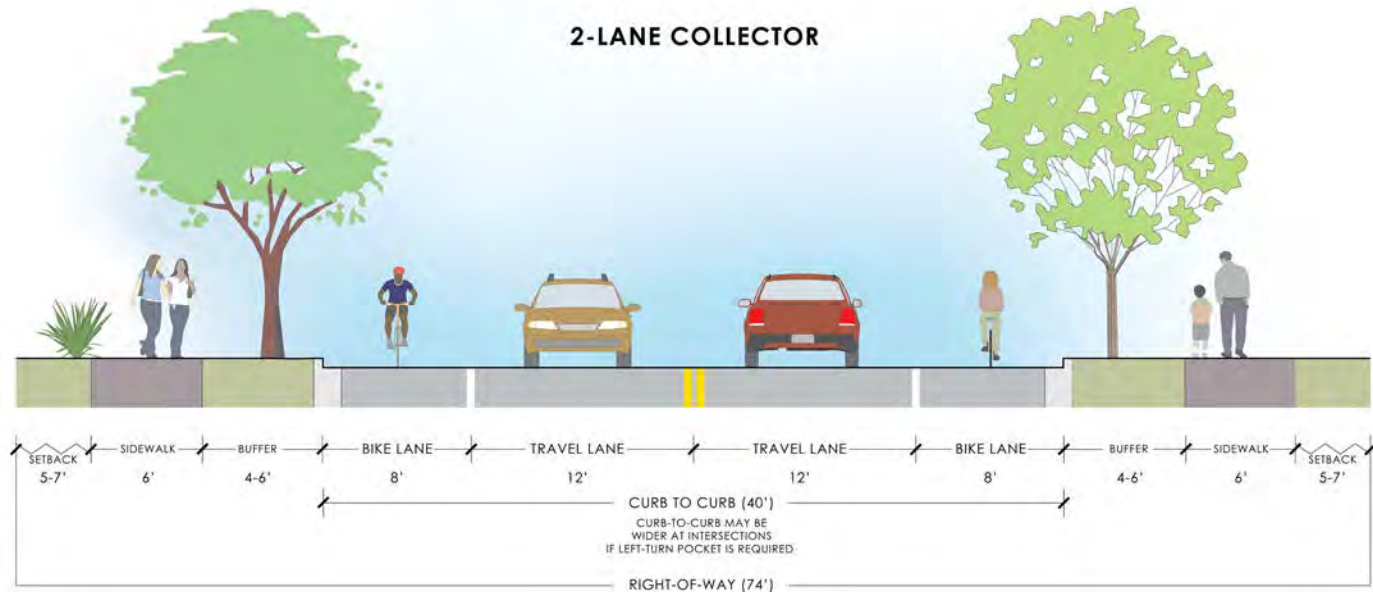 2-LANE COLLECTOR
SETBACK SIDEWALK BUFFER BIKE LANE TRAVEL LANE TRAVEL LANE BIKE LANE BUFFER SIDEWALK SETBACK
5-7' 6' 4-6' 8' 12' 12' 8' 4-6' 6' 5-7'
CURB TO CURB (40')
CURB-TO-CURB MAY BE
WIDER AT INTERSECTIONS
IF LEFT-TURN POCKET IS REQUIRED
RIGHT-OF-WAY (74')